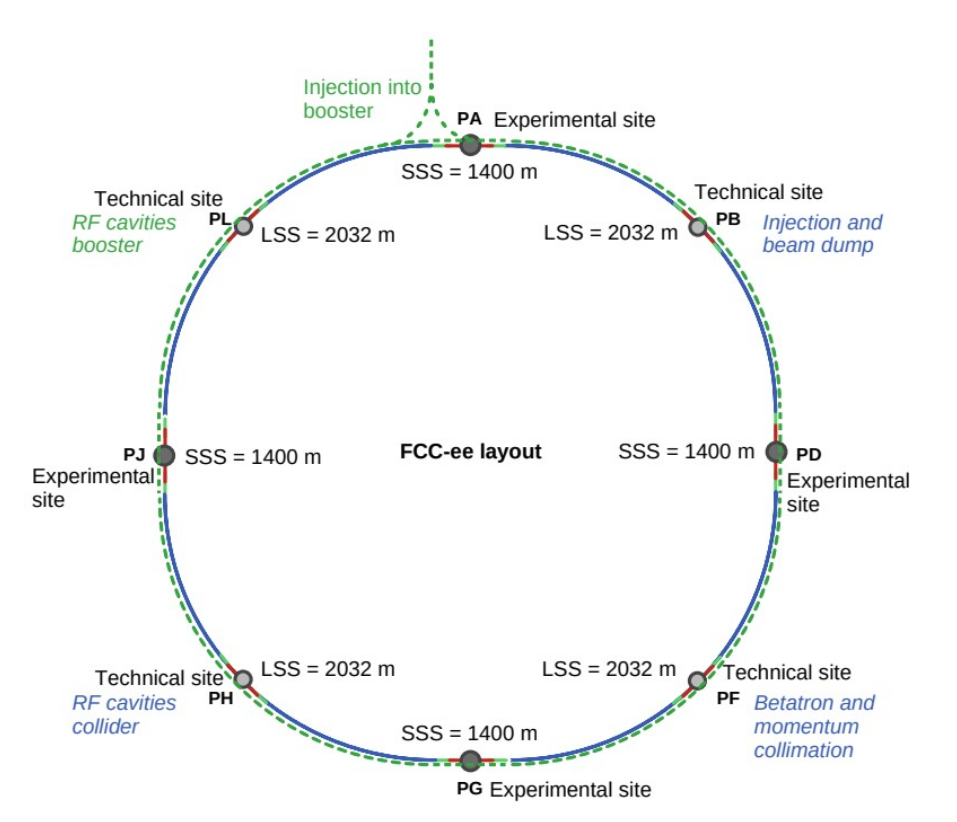 Injection into
booster
PA Experimental site
SSS = 1400 m
Technical site
RF cavities
booster
PL
LSS = 2032 m
Technical site
PB
Injection and
beam dump
LSS = 2032 m
PJ
Experimental
site
SSS = 1400 m
FCC-ee layout
SSS = 1400 m
PD
Experimental
site
Technical site
RF cavities
collider
PH
LSS = 2032 m
LSS = 2032 m
Technical site
PF
Betatron and
momentum
collimation
SSS = 1400 m
PG Experimental site